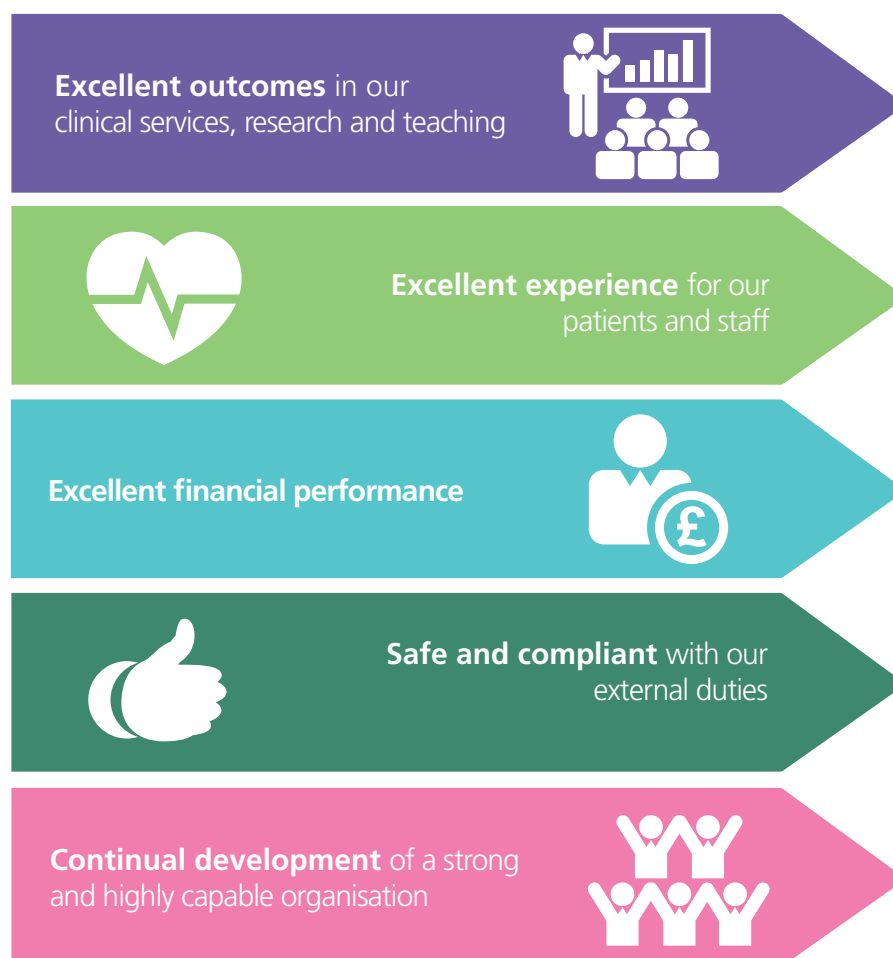 Excellent outcomes in our
clinical services, research and teaching
Excellent experience for our
patients and staff
Excellent financial performance
£
Safe and compliant with our
external duties
Continual development of a strong
and highly capable organisation